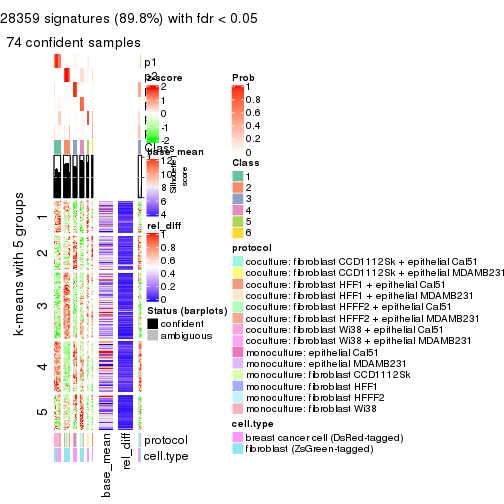 28359 signatures (89.8%) with fdr < 0.05
74 confident samples
p1
p2
z-score
2
1
0
-1
-2
Class
Silhouette score
base_mean
12
10
8
6
4
rel_diff
1
0.8
0.6
0.4
0.2
0
Status (barplots)
confident
ambiguous
k-means with 5 groups
1
2
3
4
5
base_mean
rel_diff
protocol
cell.type
Prob
1
0.8
0.6
0.4
0.2
0
Class
1
2
3
4
5
6
protocol
coculture: fibroblast CCD1112Sk + epithelial Cal51
coculture: fibroblast CCD1112Sk + epithelial MDAMB231
coculture: fibroblast HFF1 + epithelial Cal51
coculture: fibroblast HFF1 + epithelial MDAMB231
coculture: fibroblast HFFF2 + epithelial Cal51
coculture: fibroblast HFFF2 + epithelial MDAMB231
coculture: fibroblast Wi38 + epithelial Cal51
coculture: fibroblast Wi38 + epithelial MDAMB231
monoculture: epithelial Cal51
monoculture: epithelial MDAMB231
monoculture: fibroblast CCD1112Sk
monoculture: fibroblast HFF1
monoculture: fibroblast HFFF2
monoculture: fibroblast Wi38
cell.type
breast cancer cell (DsRed-tagged)
fibroblast (ZsGreen-tagged)